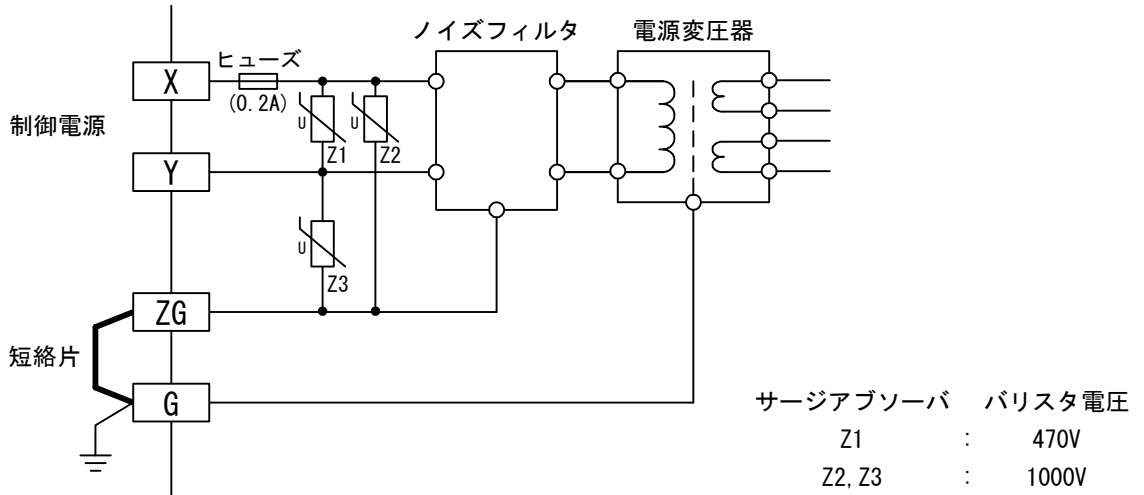 ノイズフィルタ
電源変圧器
ヒューズ
X
(0.2A)
制御電源
U
Z1
U
Z2
Y
U
Z3
ZG
短絡片
G
サージアブソーバ バリスタ電圧
Z1 : 470V
Z2, Z3 : 1000V